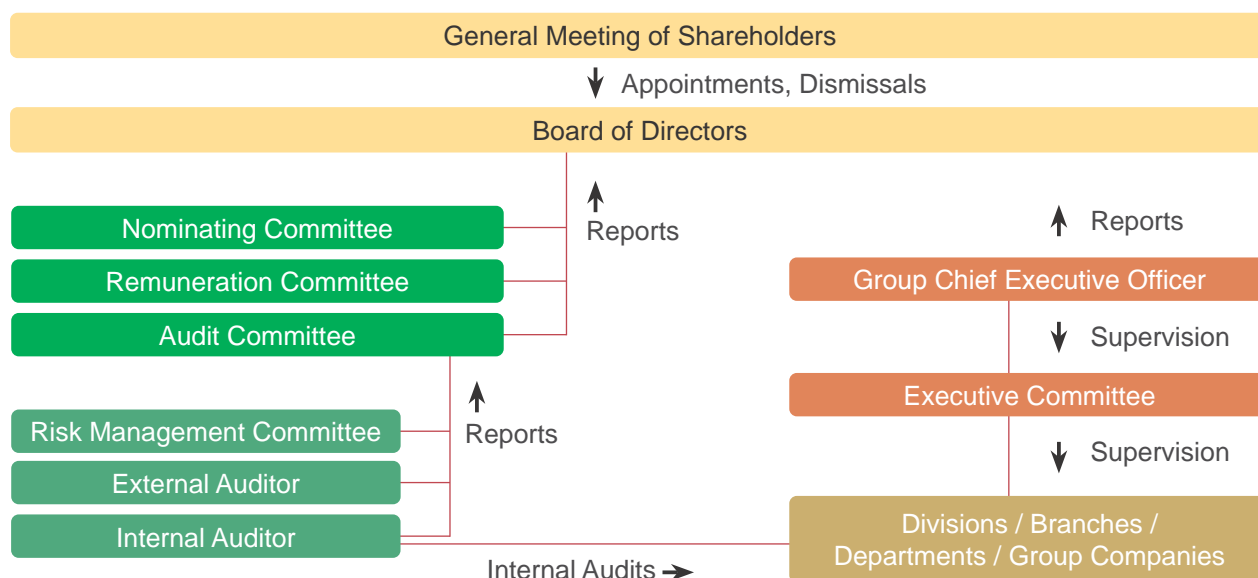 General Meeting of Shareholders
Appointments, Dismissals
Board of Directors
Reports
Nominating Committee
Remuneration Committee
Audit Committee
Reports
Risk Management Committee
External Auditor
Internal Auditor
Internal Audits
Reports
Group Chief Executive Officer
Supervision
Executive Committee
Supervision
Divisions / Branches /
Departments / Group Companies